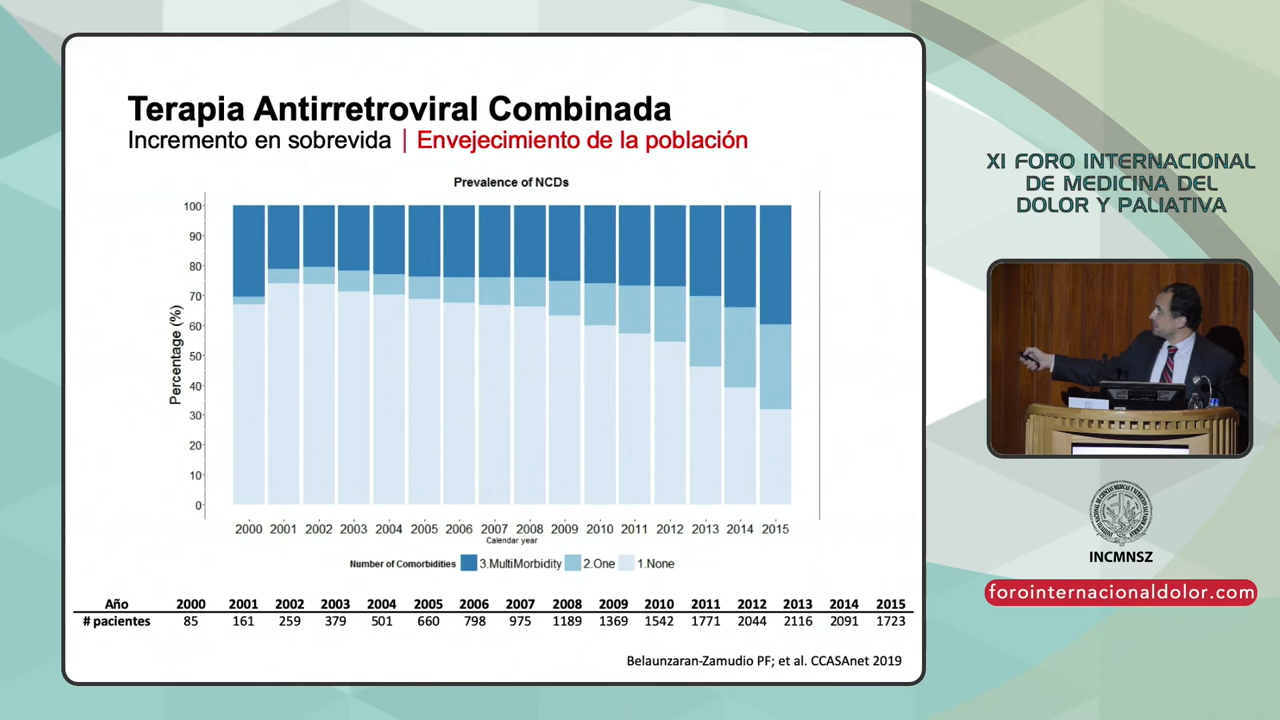 Terapia Antirretroviral Combinada
Incremento en sobrevida | Envejecimiento de la población
Prevalence of NCDs
Percentage (%)
100
90
80
70
60
50
40
30
20
10
0
2000 2001 2002 2003 2004 2005 2006 2007 2008 2009 2010 2011 2012 2013 2014 2015
Calendar year
Number of Comorbidities 3.MultiMorbidity 2.One 1.None
Año 2000 2001 2002 2003 2004 2005 2006 2007 2008 2009 2010 2011 2012 2013 2014 2015
# pacientes 85 161 259 379 501 660 798 975 1189 1369 1542 1771 2044 2116 2091 1723
Belaunzaran-Zamudio PF; et al. CCASAnet 2019
XI FORO INTERNACIONAL
DE MEDICINA DEL
DOLOR Y PALIATIVA
INCMNSZ
forointernacionaldolor.com